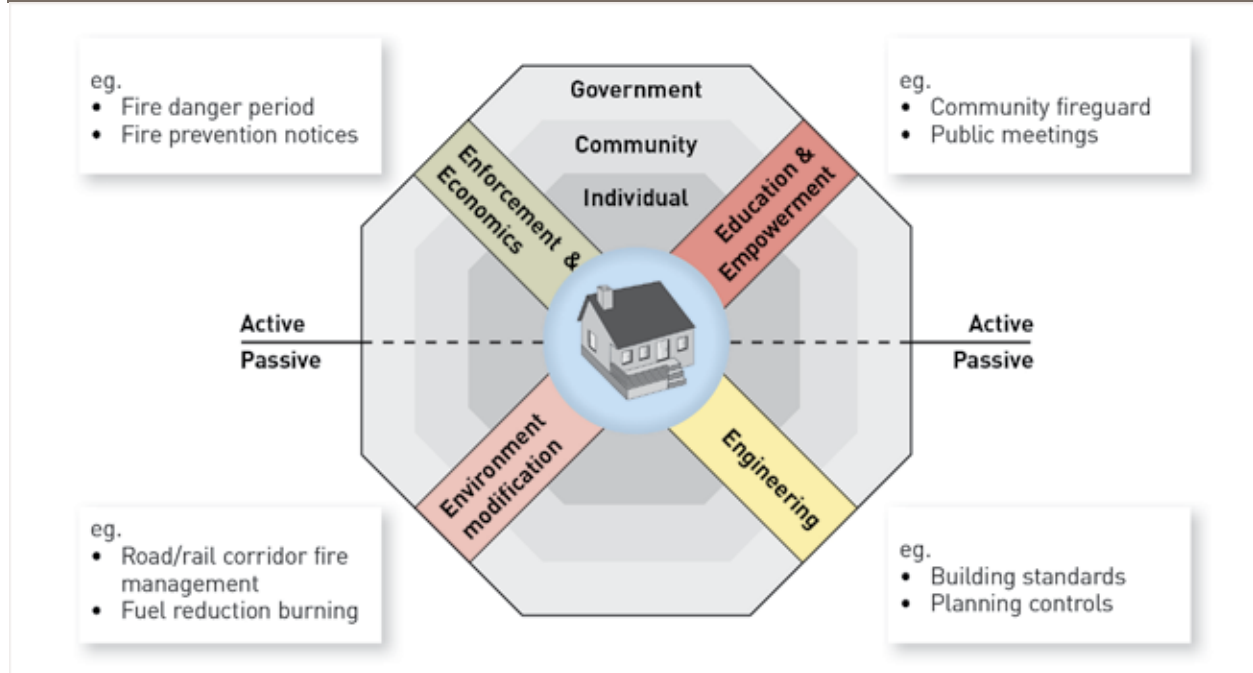 eg.
• Fire danger period
• Fire prevention notices
eg.
• Community fireguard
• Public meetings
Government
Community
Individual
Enforcement &
Economics
Education &
Empowerment
Active
Passive
Active
Passive
Environment
modification
Engineering
eg.
• Road/rail corridor fire
management
• Fuel reduction burning
eg.
• Building standards
• Planning controls